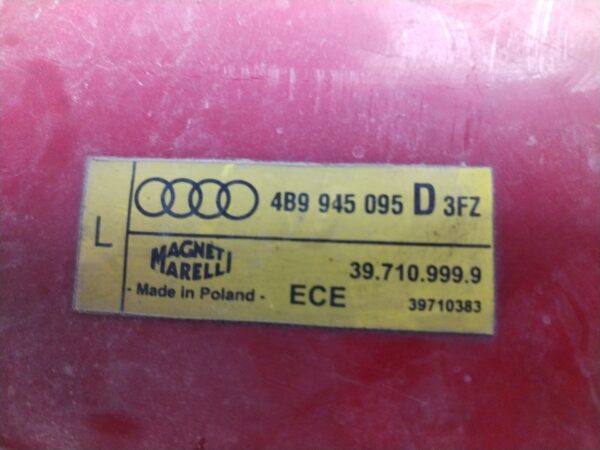 L
4B9 945 095 D 3FZ
MAGNETI
MARELLI
39.710.999.9
- Made in Poland -
ECE
39710383